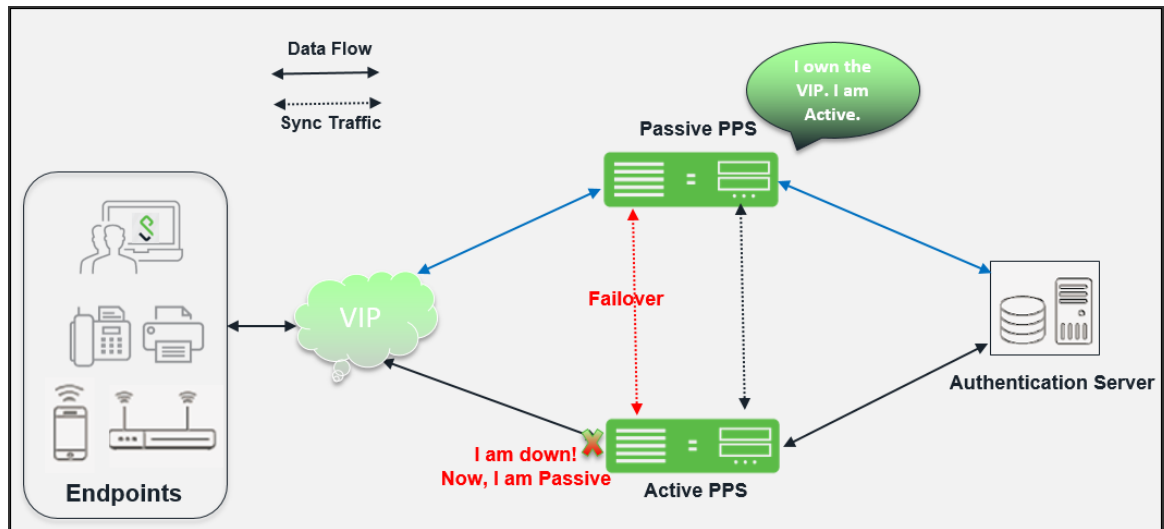 Data Flow
Sync Traffic
I own the
VIP. I am
Active.
Passive PPS
VIP
Failover
Authentication Server
I am down!
Now, I am Passive
Active PPS
Endpoints